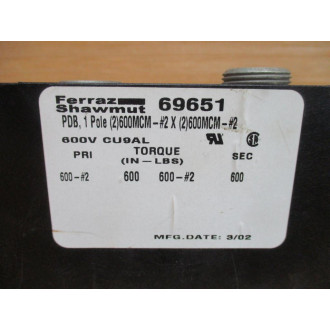 Ferraz
Shawmut 69651
PDB, 1 Pole (2)600MCM-#2 X (2)600MCM-#2
600V CU9AL
PRI TORQUE SEC
(IN-LBS)
600-#2 600 600-#2 600
MFG.DATE: 3/02